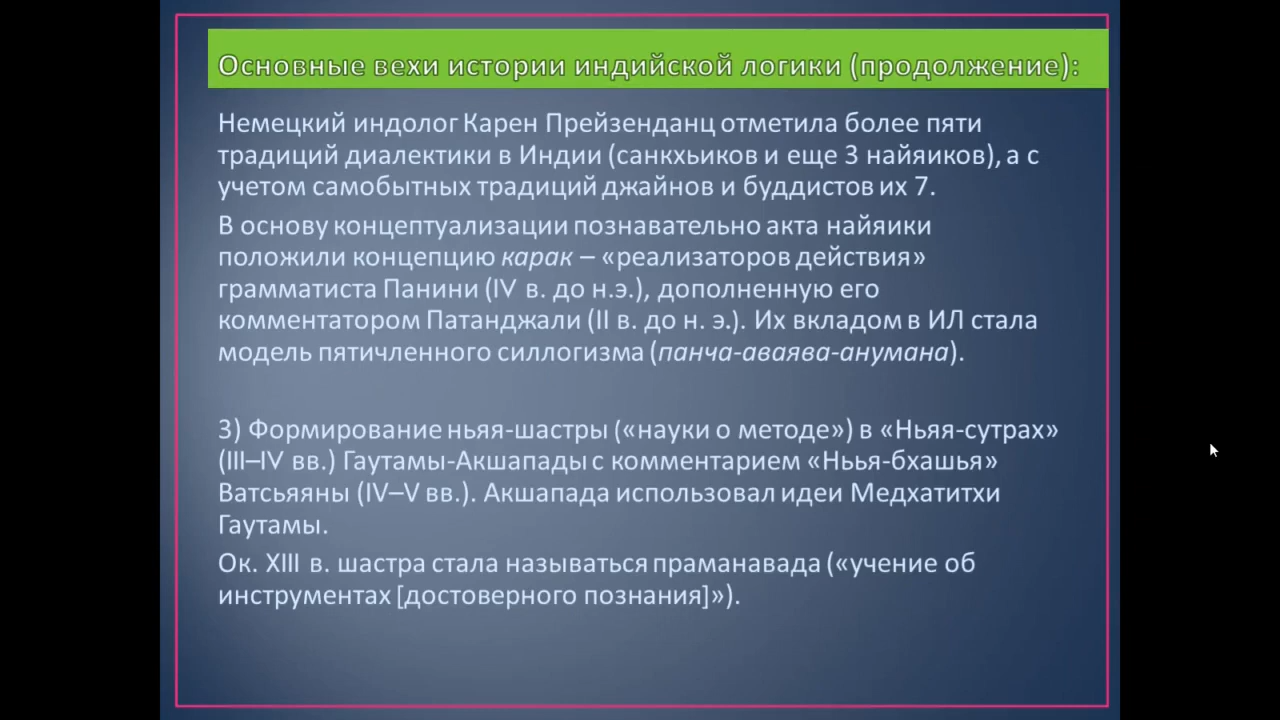 Основные вехи истории индийской логики (продолжение):
Немецкий индолог Карен Прейзенданц отметила более пяти
традиций диалектики в Индии (санкхьиков и еще 3 найяиков), а с
учетом самобытных традиций джайнов и буддистов их 7.
В основу концептуализации познавательно акта найяики
положили концепцию карак – «реализаторов действия»
грамматиста Панини (IV в. до н.э.), дополненную его
комментатором Патанджали (II в. до н. э.). Их вкладом в ИЛ стала
модель пятичленного силлогизма (панча-аваява-анумана).
3) Формирование ньяя-шастры («науки о методе») в «Ньяя-сутрах»
(III–IV вв.) Гаутамы-Акшапады с комментарием «Ньья-бхашья»
Ватсьяяны (IV–V вв.). Акшапада использовал идеи Медхатитхи
Гаутамы.
Ок. XIII в. шастра стала называться праманавада («учение об
инструментах [достоверного познания]»).